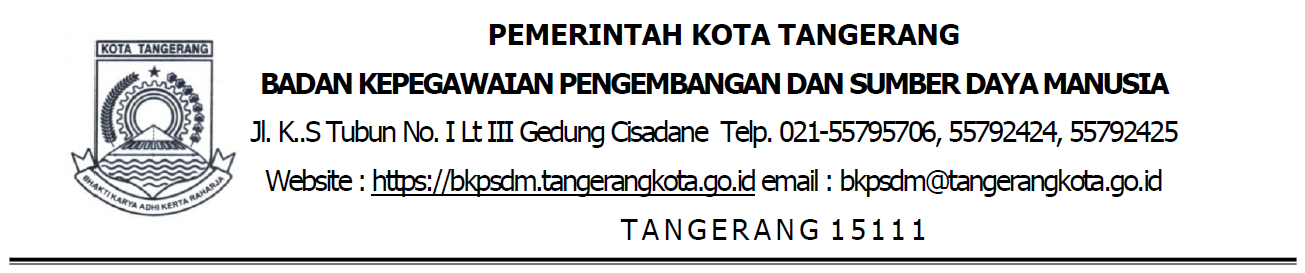 PEMERINTAH KOTA TANGERANG
KOTA TANGERANG
BADAN KEPEGAWAIAN PENGEMBANGAN DAN SUMBER DAYA MANUSIA
Jl. K..S Tubun No. I Lt III Gedung Cisadane Telp. 021-55795706, 55792424, 55792425
Website : https://bkpsdm.tangerangkota.go.id email : bkpsdm@tangerangkota.go.id
BHAKTI KARYA ADHI KERTA RAHARJA
TANGERANG 15111